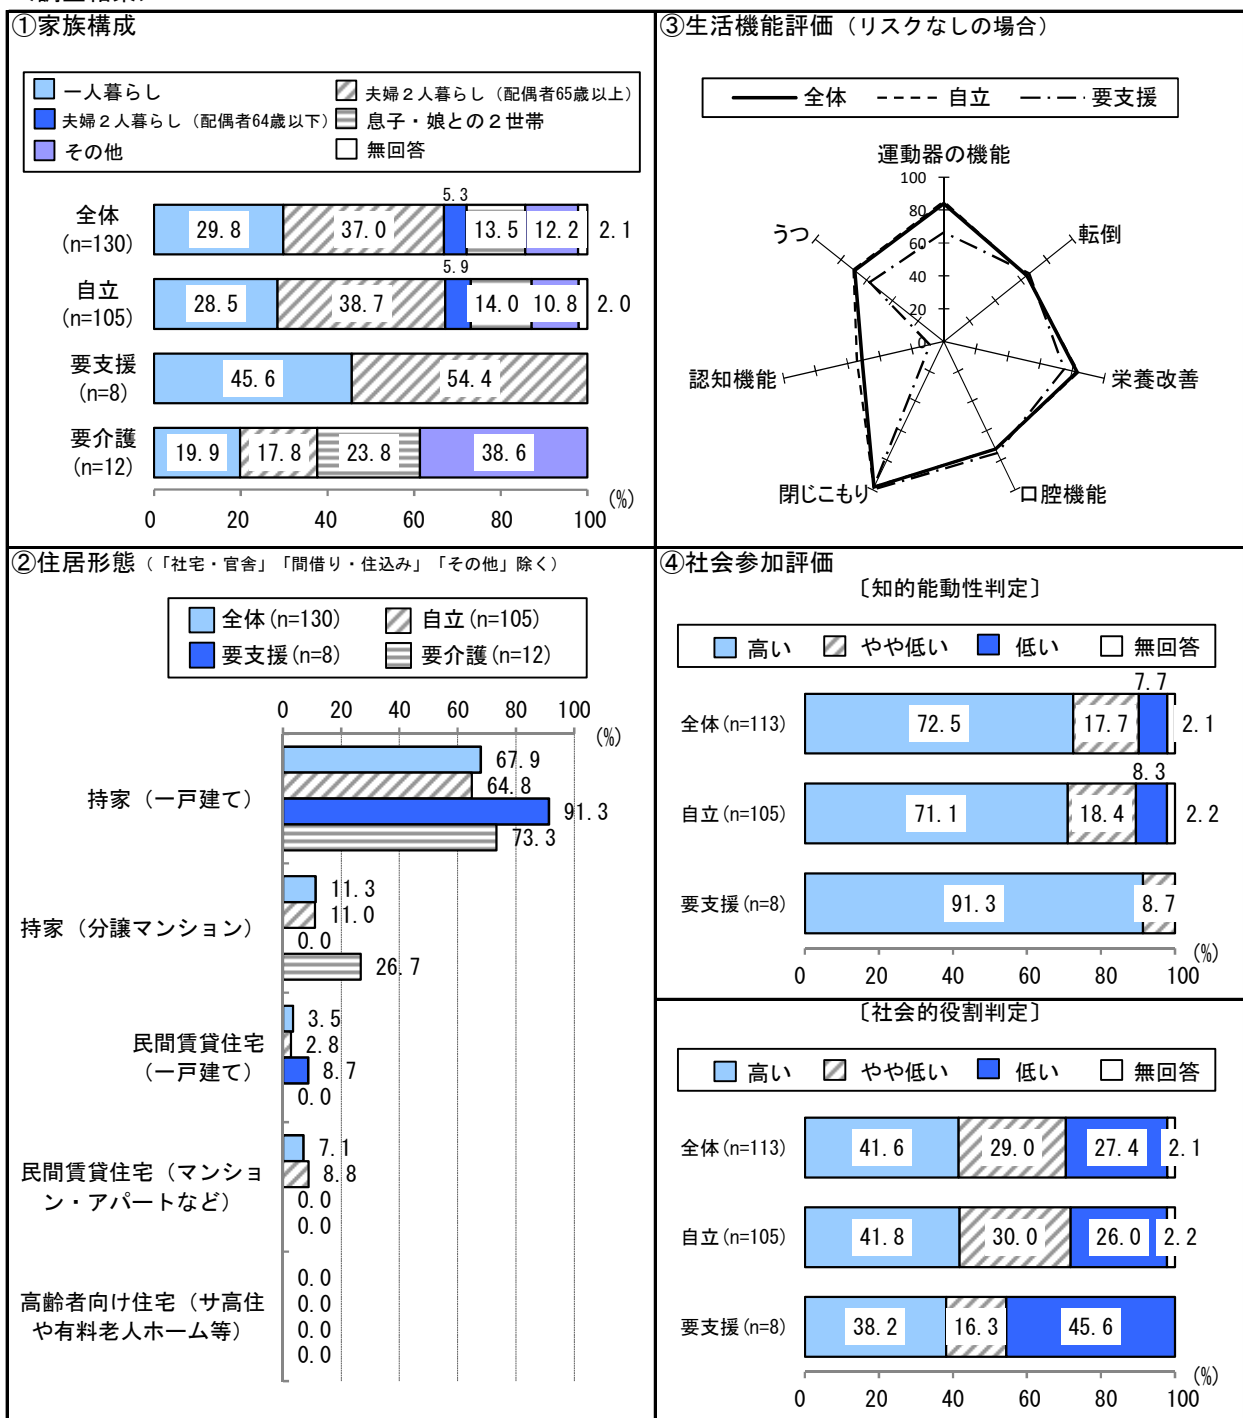 ①家族構成
一人暮らし
夫婦２人暮らし（配偶者65歳以上）
夫婦２人暮らし（配偶者64歳以下）
息子・娘との２世帯
その他
無回答
全体
(n=130)
29.8
37.0
5.3
13.5
12.2
2.1
自立
(n=105)
28.5
38.7
5.9
14.0
10.8
2.0
要支援
(n=8)
45.6
54.4
要介護
(n=12)
19.9
17.8
23.8
38.6
(%)
0 20 40 60 80 100
③生活機能評価（リスクなしの場合）
全体 自立 要支援
運動器の機能
転倒
栄養改善
口腔機能
閉じこもり
認知機能
うつ
100
80
60
40
20
0
②住居形態（「社宅・官舎」「間借り・住込み」「その他」除く）
全体(n=130) 自立(n=105)
要支援(n=8) 要介護(n=12)
0 20 40 60 80 100
(%)
持家（一戸建て）
67.9
64.8
91.3
73.3
持家（分譲マンション）
11.3
11.0
0.0
26.7
民間賃貸住宅
（一戸建て）
3.5
2.8
8.7
0.0
民間賃貸住宅（マンショ
ン・アパートなど）
7.1
8.8
0.0
0.0
高齢者向け住宅（サ高住
や有料老人ホーム等）
0.0
0.0
0.0
0.0
④社会参加評価
〔知的能動性判定〕
高い やや低い 低い 無回答
全体(n=113)
72.5
17.7
7.7
2.1
自立(n=105)
71.1
18.4
8.3
2.2
要支援(n=8)
91.3
8.7
(%)
0 20 40 60 80 100
〔社会的役割判定〕
高い やや低い 低い 無回答
全体(n=113)
41.6
29.0
27.4
2.1
自立(n=105)
41.8
30.0
26.0
2.2
要支援(n=8)
38.2
16.3
45.6
(%)
0 20 40 60 80 100